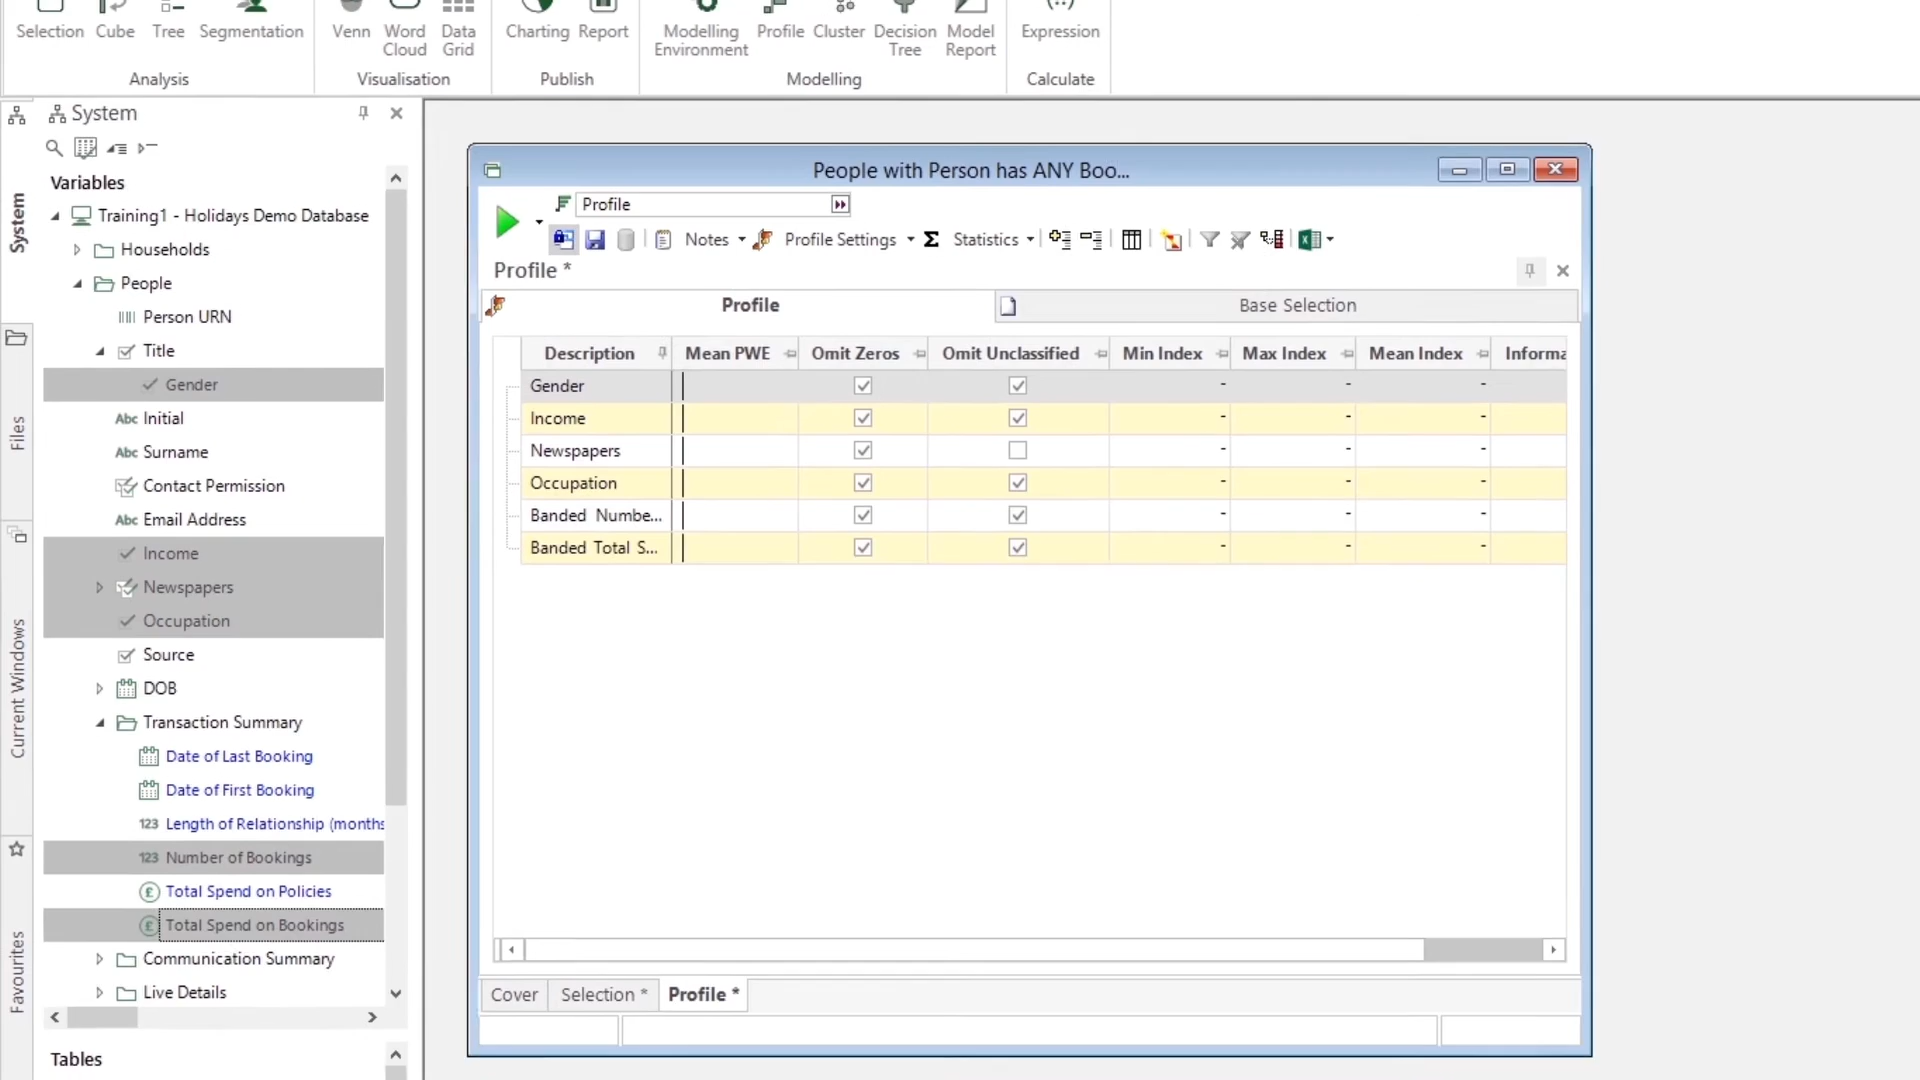 Selection Cube Tree Segmentation Venn Word Cloud Data Grid Charting Report Modelling Environment Profile Cluster Decision Tree Model Report Expression
Analysis Visualisation Publish Modelling Calculate
System
Files
Current Windows
Favourites
System
Variables
Training1 - Holidays Demo Database
Households
People
Person URN
Title
Gender
Abc Initial
Abc Surname
Contact Permission
Abc Email Address
Income
Newspapers
Occupation
Source
DOB
Transaction Summary
Date of Last Booking
Date of First Booking
123 Length of Relationship (months
123 Number of Bookings
£ Total Spend on Policies
£ Total Spend on Bookings
Communication Summary
Live Details
Tables
People with Person has ANY Boo...
Profile
Notes Profile Settings Σ Statistics
Profile *
Profile Base Selection
Description Mean PWE Omit Zeros Omit Unclassified Min Index Max Index Mean Index Informa
Gender - - -
Income - - -
Newspapers - - -
Occupation - - -
Banded Numbe... - - -
Banded Total S... - - -
Cover Selection * Profile *